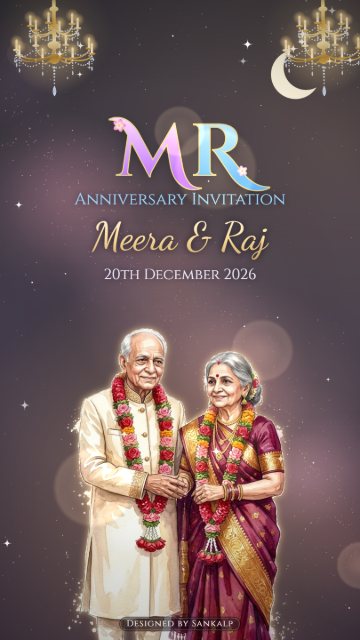 MR
Anniversary Invitation
Meera & Raj
20th December 2026
Designed by Sankalp